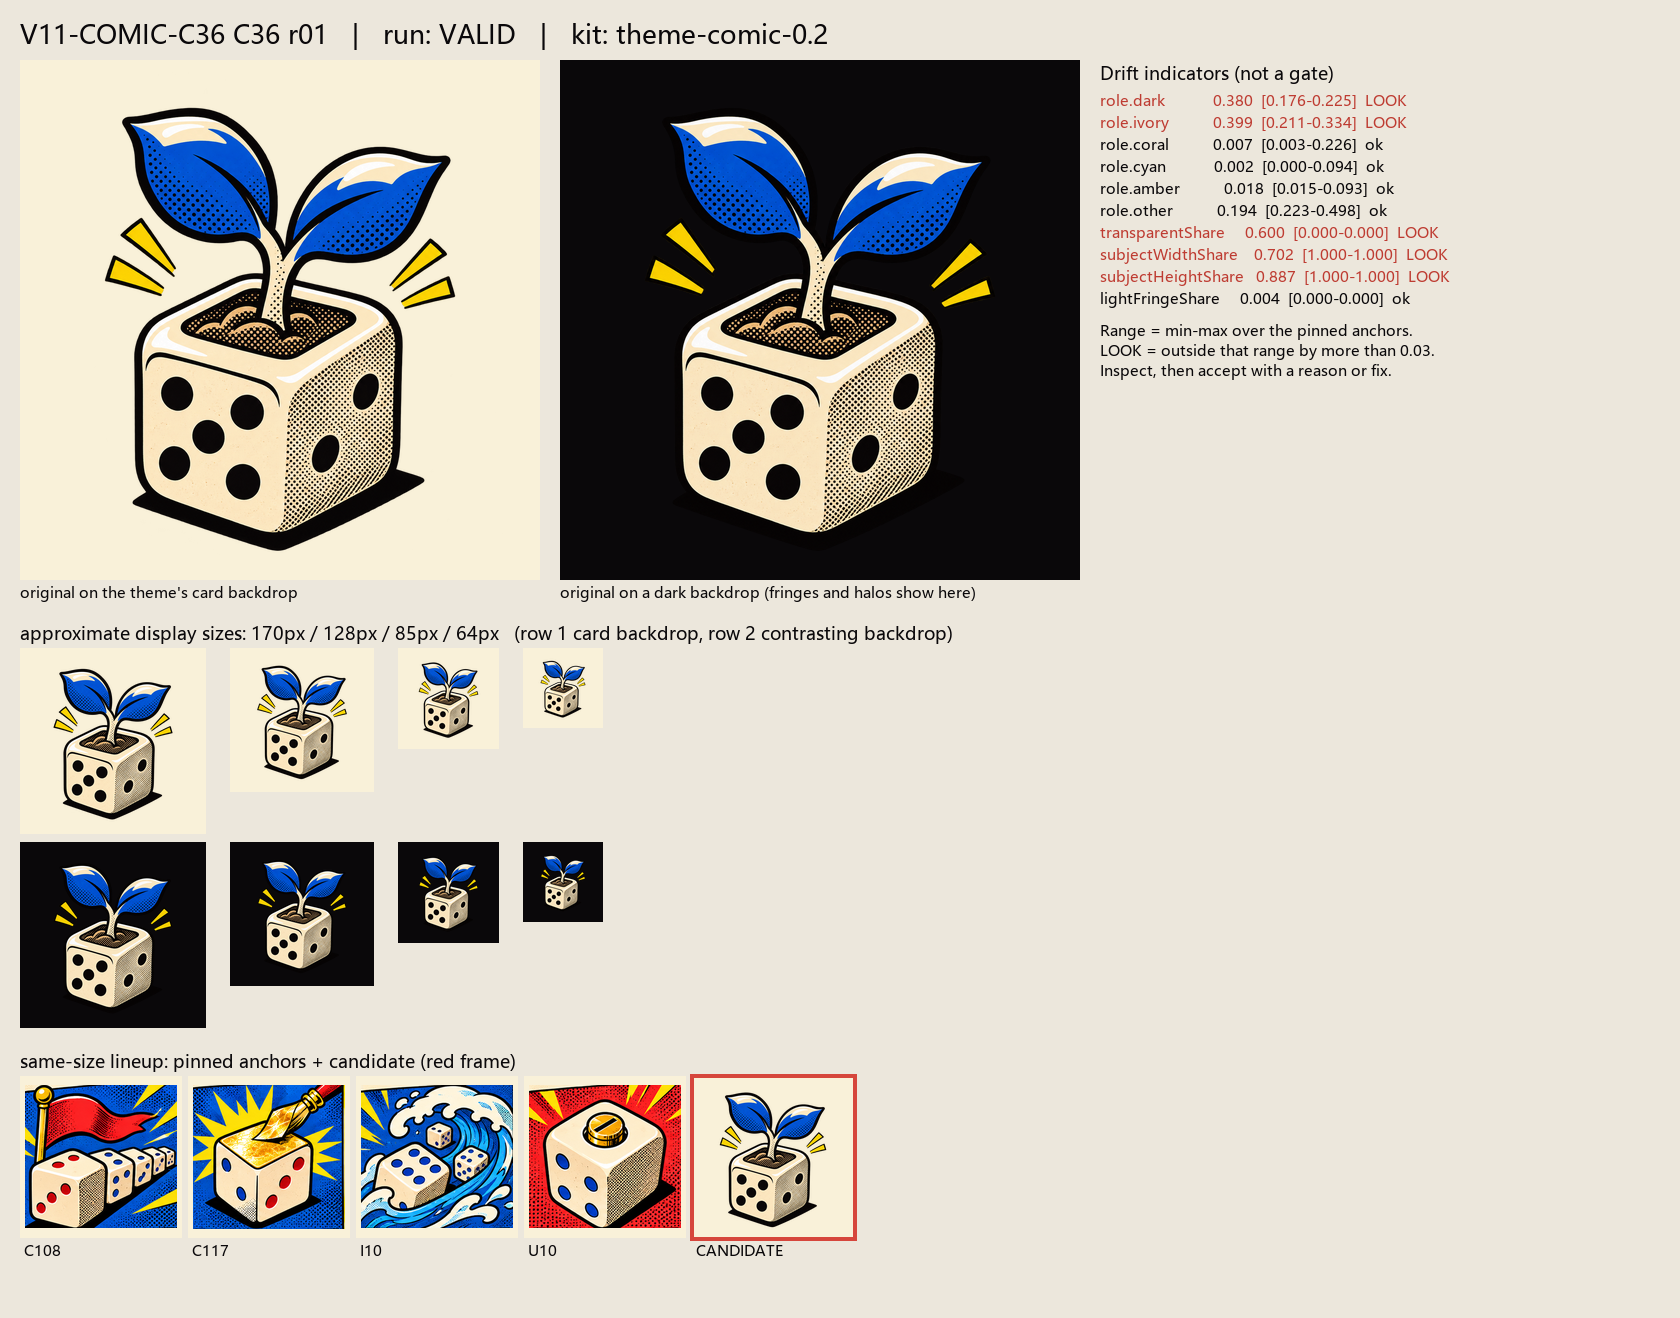 V11-COMIC-C36 C36 r01 | run: VALID | kit: theme-comic-0.2
Drift indicators (not a gate)
role.dark 0.380 [0.176-0.225] LOOK
role.ivory 0.399 [0.211-0.334] LOOK
role.coral 0.007 [0.003-0.226] ok
role.cyan 0.002 [0.000-0.094] ok
role.amber 0.018 [0.015-0.093] ok
role.other 0.194 [0.223-0.498] ok
transparentShare 0.600 [0.000-0.000] LOOK
subjectWidthShare 0.702 [1.000-1.000] LOOK
subjectHeightShare 0.887 [1.000-1.000] LOOK
lightFringeShare 0.004 [0.000-0.000] ok
Range = min-max over the pinned anchors.
LOOK = outside that range by more than 0.03.
Inspect, then accept with a reason or fix.
original on the theme's card backdrop
original on a dark backdrop (fringes and halos show here)
approximate display sizes: 170px / 128px / 85px / 64px (row 1 card backdrop, row 2 contrasting backdrop)
same-size lineup: pinned anchors + candidate (red frame)
C108
C117
I10
U10
CANDIDATE